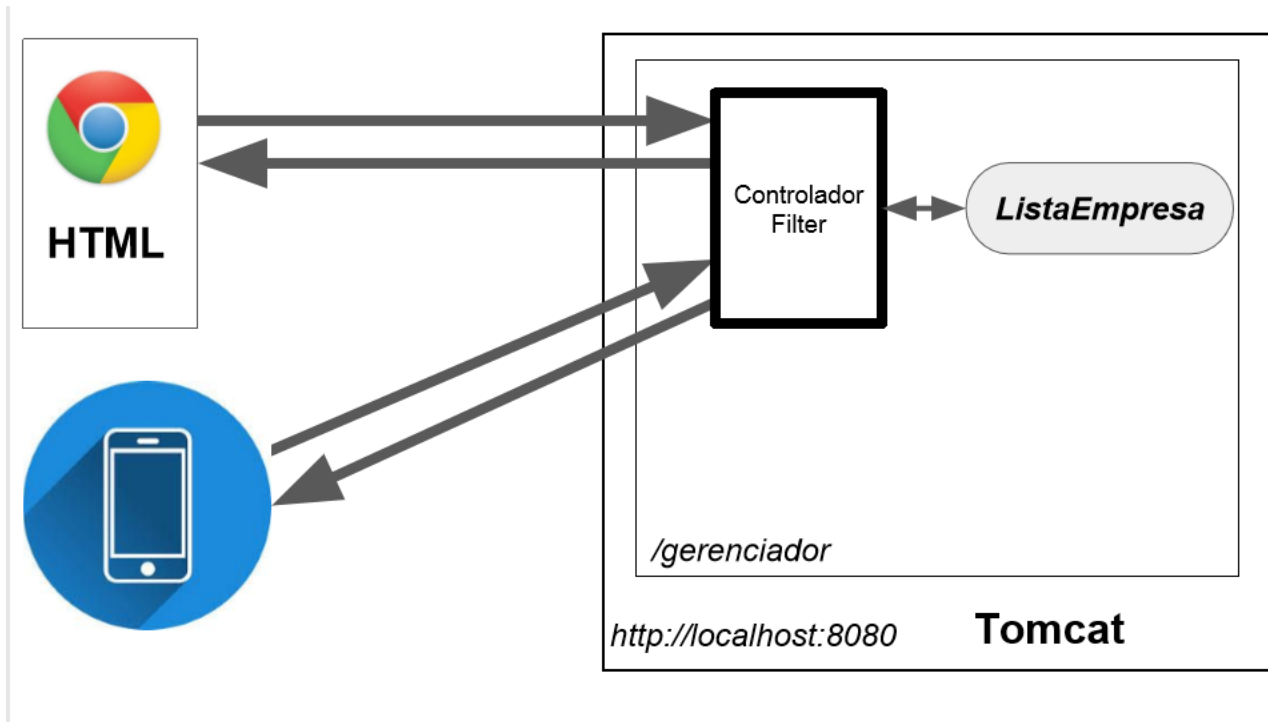 HTML
Controlador
Filter
ListaEmpresa
/gerenciador
http://localhost:8080
Tomcat